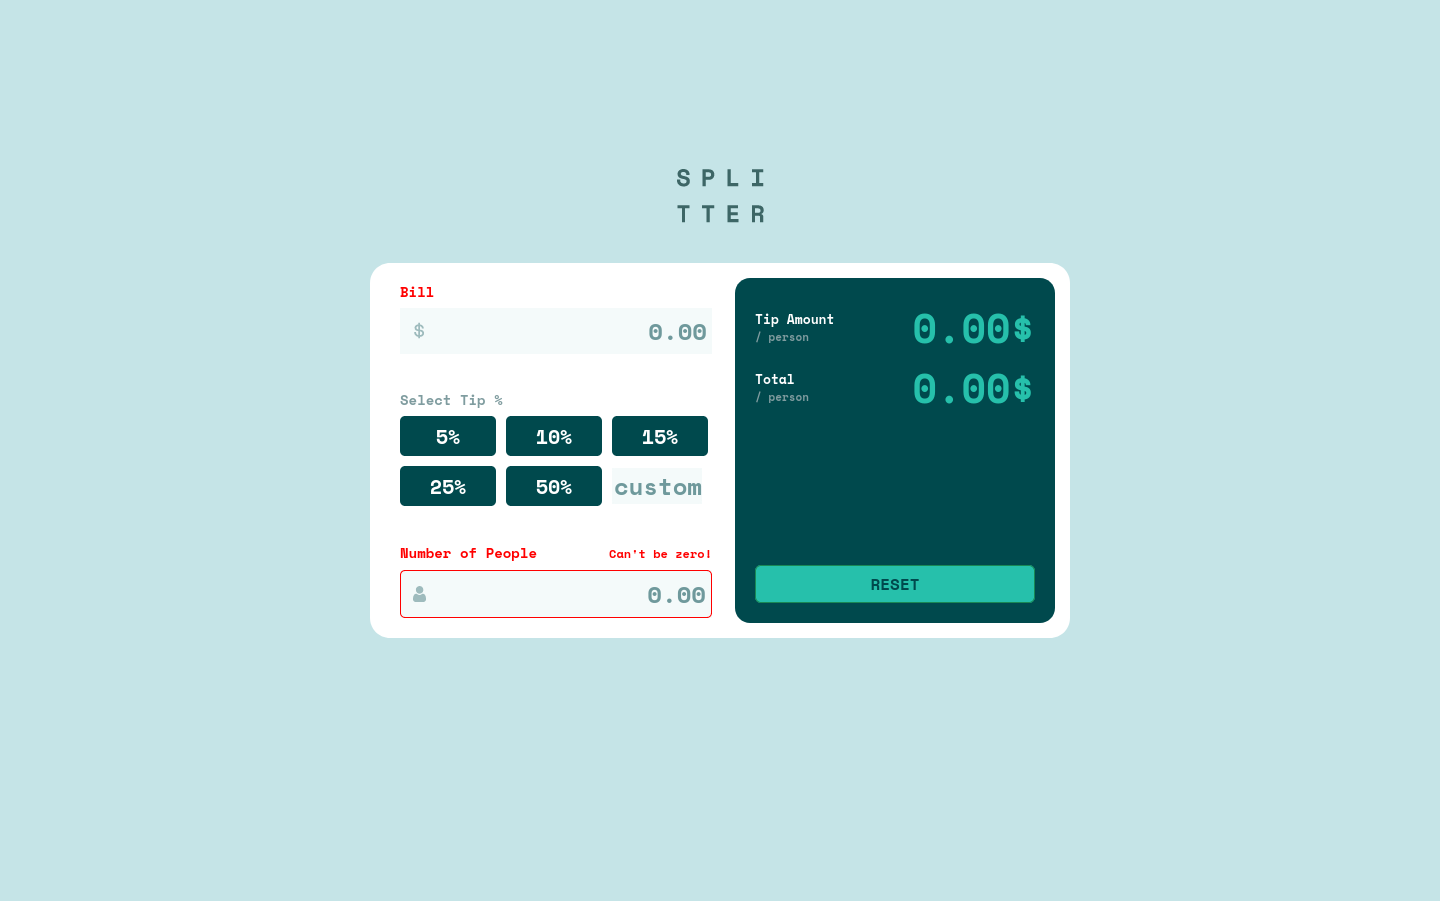 SPLI
TTER
Bill
$ 0.00
Select Tip %
5% 10% 15%
25% 50% custom
Number of People Can't be zero!
0.00
Tip Amount
/ person
0.00$
Total
/ person
0.00$
RESET